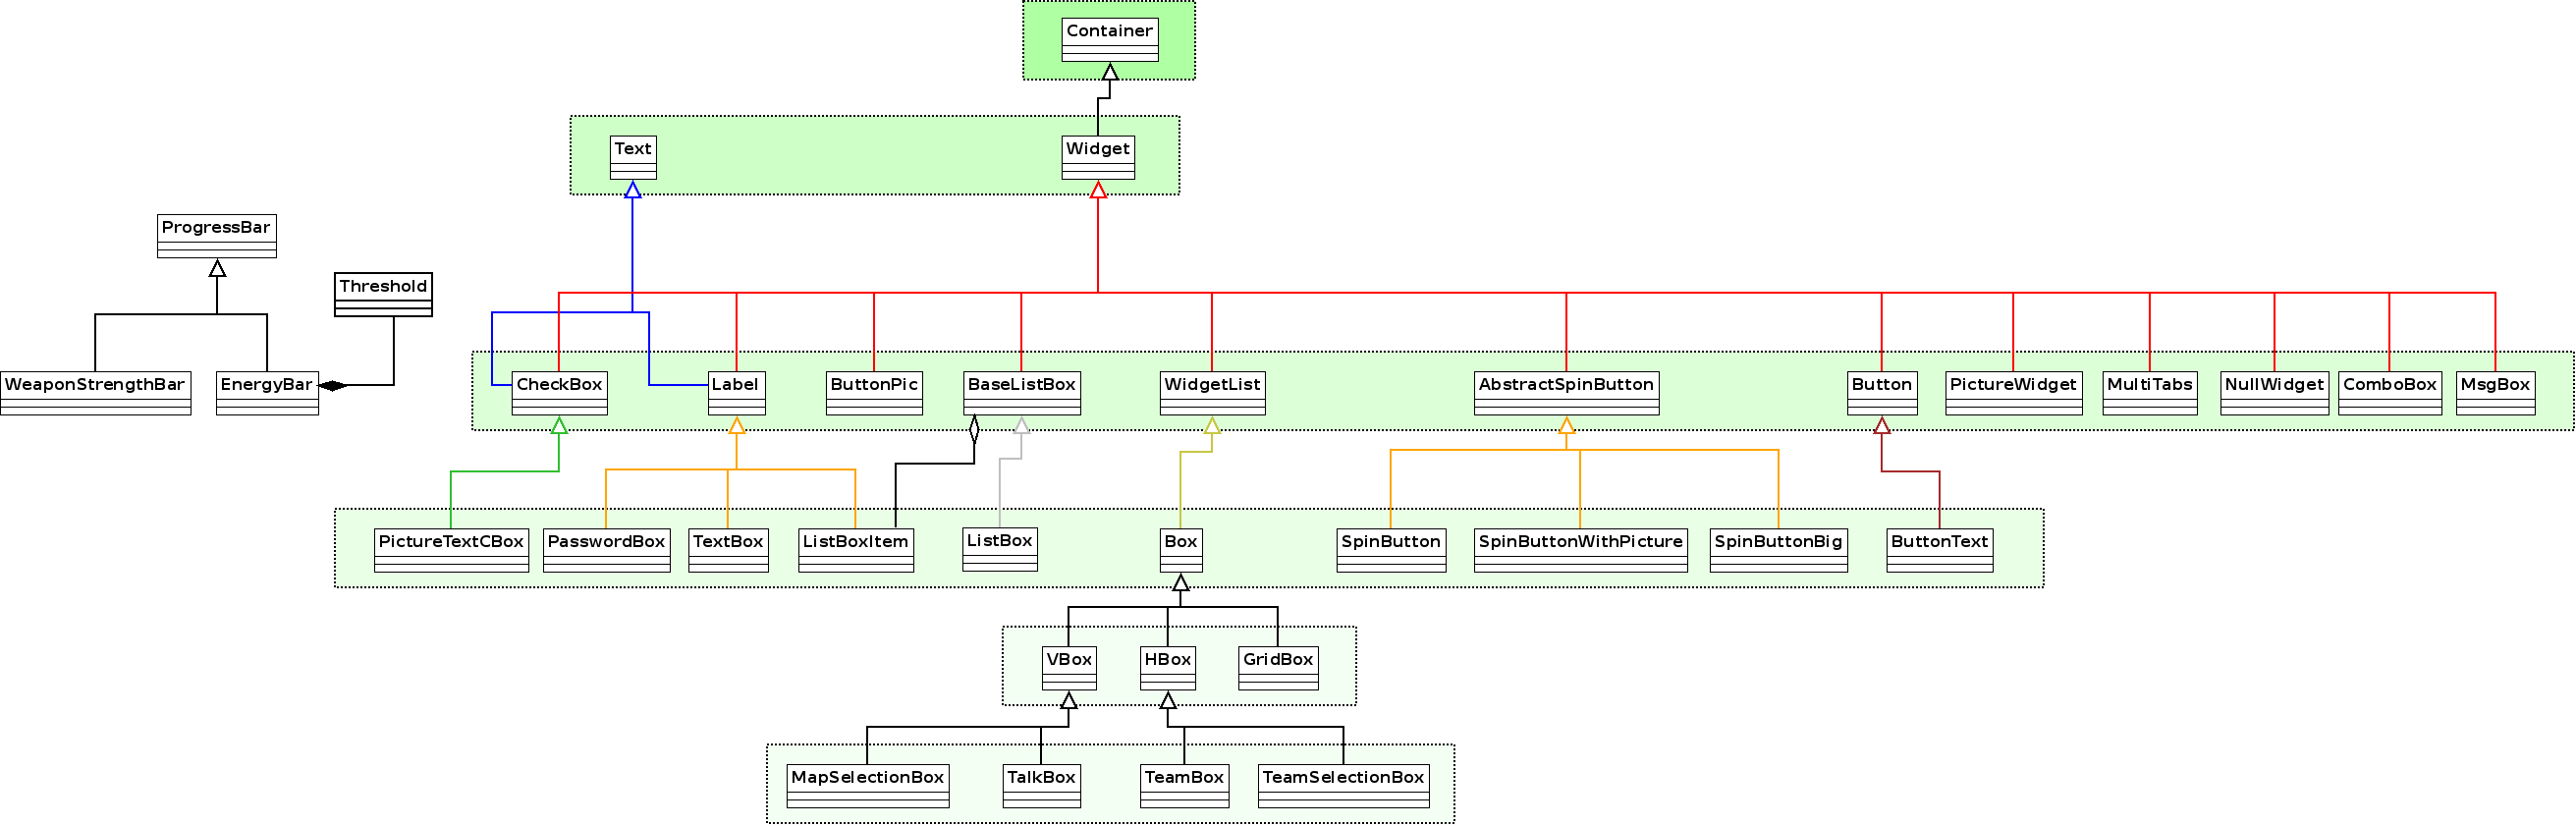 Container
Text
Widget
ProgressBar
Threshold
WeaponStrengthBar
EnergyBar
CheckBox
Label
ButtonPic
BaseListBox
WidgetList
AbstractSpinButton
Button
PictureWidget
MultiTabs
NullWidget
ComboBox
MsgBox
PictureTextCBox
PasswordBox
TextBox
ListBoxItem
ListBox
Box
SpinButton
SpinButtonWithPicture
SpinButtonBig
ButtonText
VBox
HBox
GridBox
MapSelectionBox
TalkBox
TeamBox
TeamSelectionBox